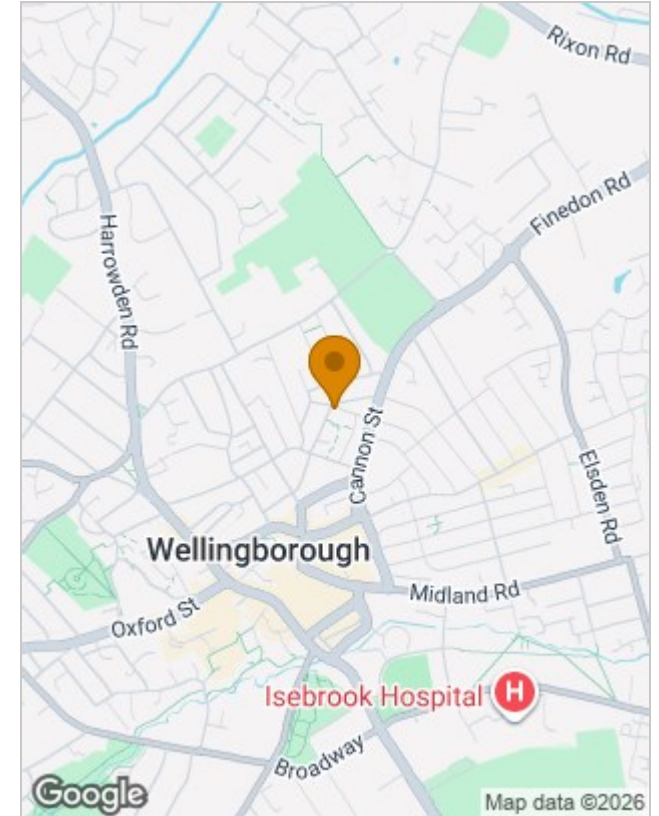 Rixon Rd
Finedon Rd
Harrowden Rd
Cannon St
Elsden Rd
Wellingborough
Midland Rd
Oxford St
Isebrook Hospital H
Broadway
Google
Map data ©2026